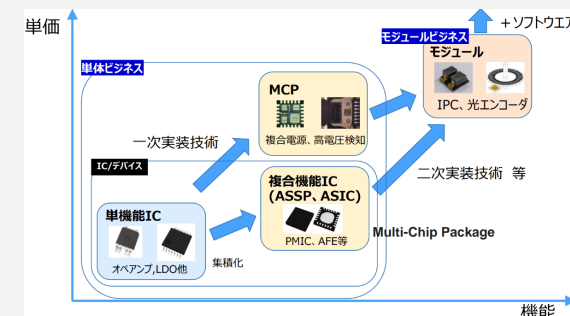 単価
+ソフトウエア
モジュールビジネス
モジュール
IPC、光エンコーダ
単体ビジネス
MCP
複合電源、高電圧検知
一次実装技術
二次実装技術 等
IC/デバイス
複合機能IC
(ASSP、ASIC)
PMIC、AFE等
単機能IC
オペアンプ,LDO他
集積化
Multi-Chip Package
機能